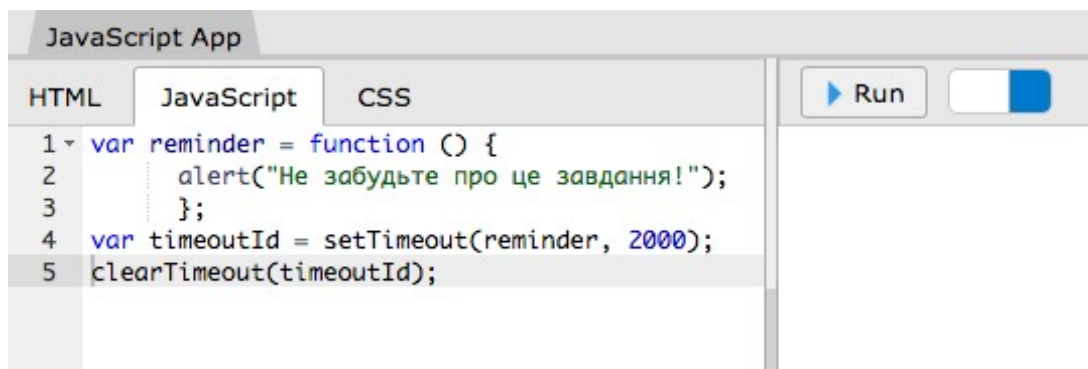 JavaScript App
HTML JavaScript CSS Run
1 var reminder = function () {
2 alert("Не забудьте про це завдання!");
3 };
4 var timeoutId = setTimeout(reminder, 2000);
5 clearTimeout(timeoutId);